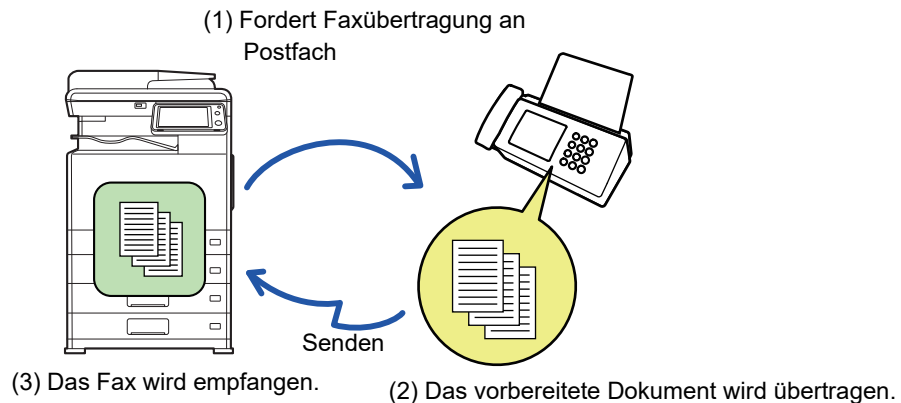 (1) Fordert Faxübertragung an
Postfach
Senden
(3) Das Fax wird empfangen.
(2) Das vorbereitete Dokument wird übertragen.